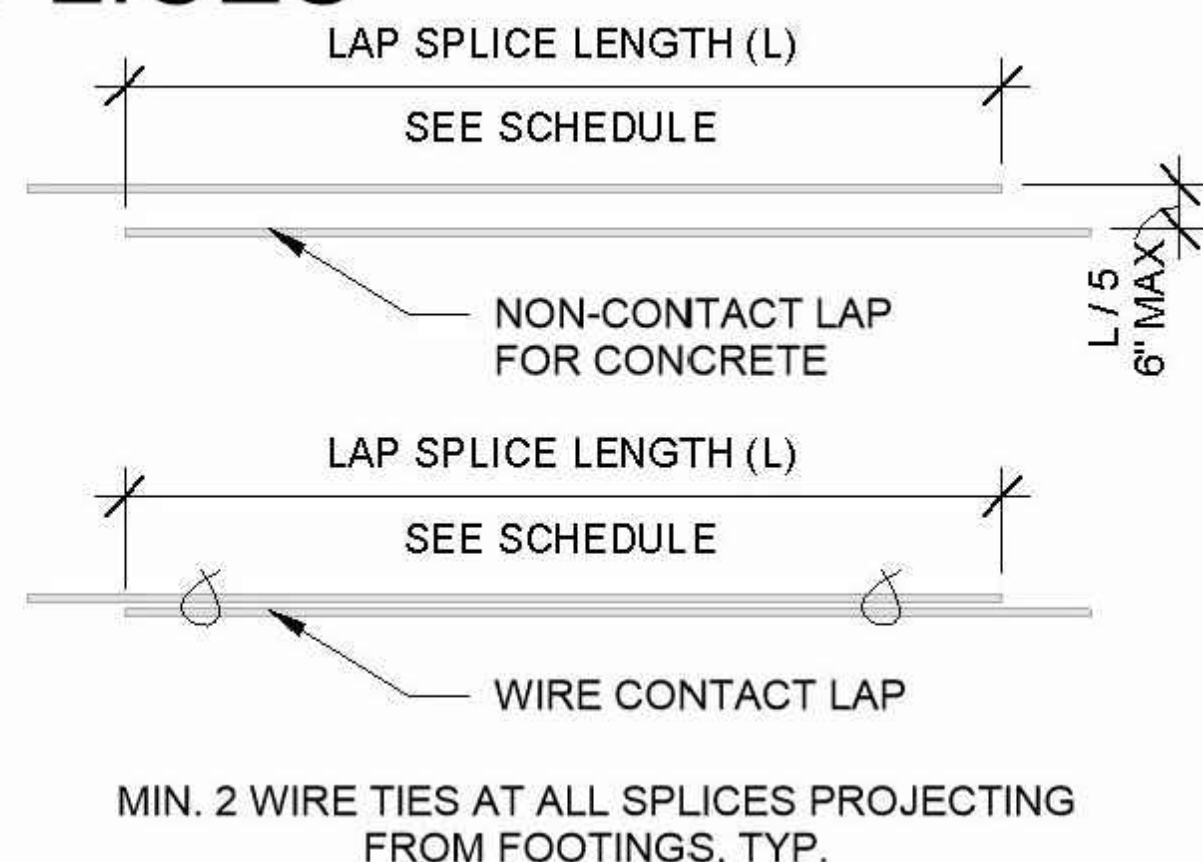 LAP SPLICE LENGTH (L)
SEE SCHEDULE
L / 5
6" MAX
NON-CONTACT LAP
FOR CONCRETE
LAP SPLICE LENGTH (L)
SEE SCHEDULE
WIRE CONTACT LAP
MIN. 2 WIRE TIES AT ALL SPLICES PROJECTING
FROM FOOTINGS, TYP.